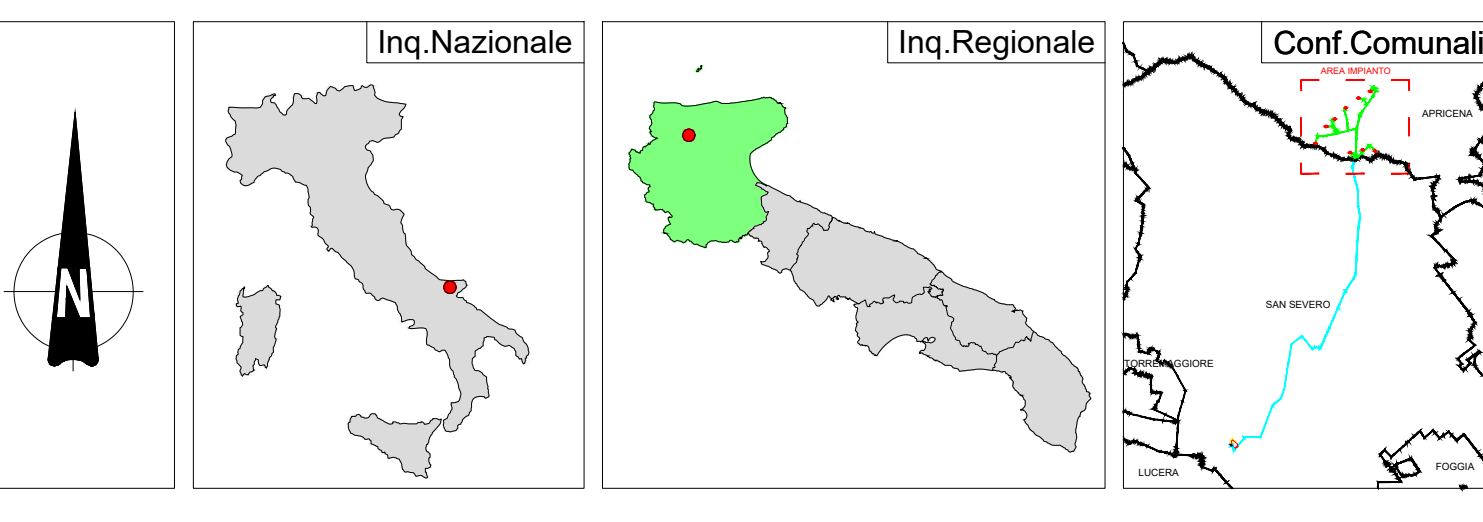 N
Inq.Nazionale
Inq.Regionale
Conf.Comunali
AREA IMPIANTO
APRICENA
SAN SEVERO
TORREMAGGIORE
LUCERA
FOGGIA